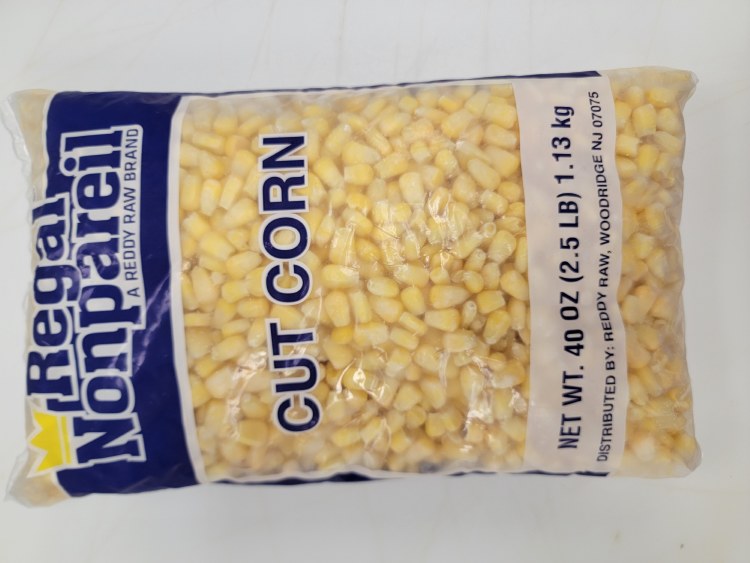 Regal
Nonpareil
A REDDY RAW BRAND
CUT CORN
NET WT. 40 OZ (2.5 LB) 1.13 kg
DISTRIBUTED BY: REDDY RAW, WOODRIDGE NJ 07075